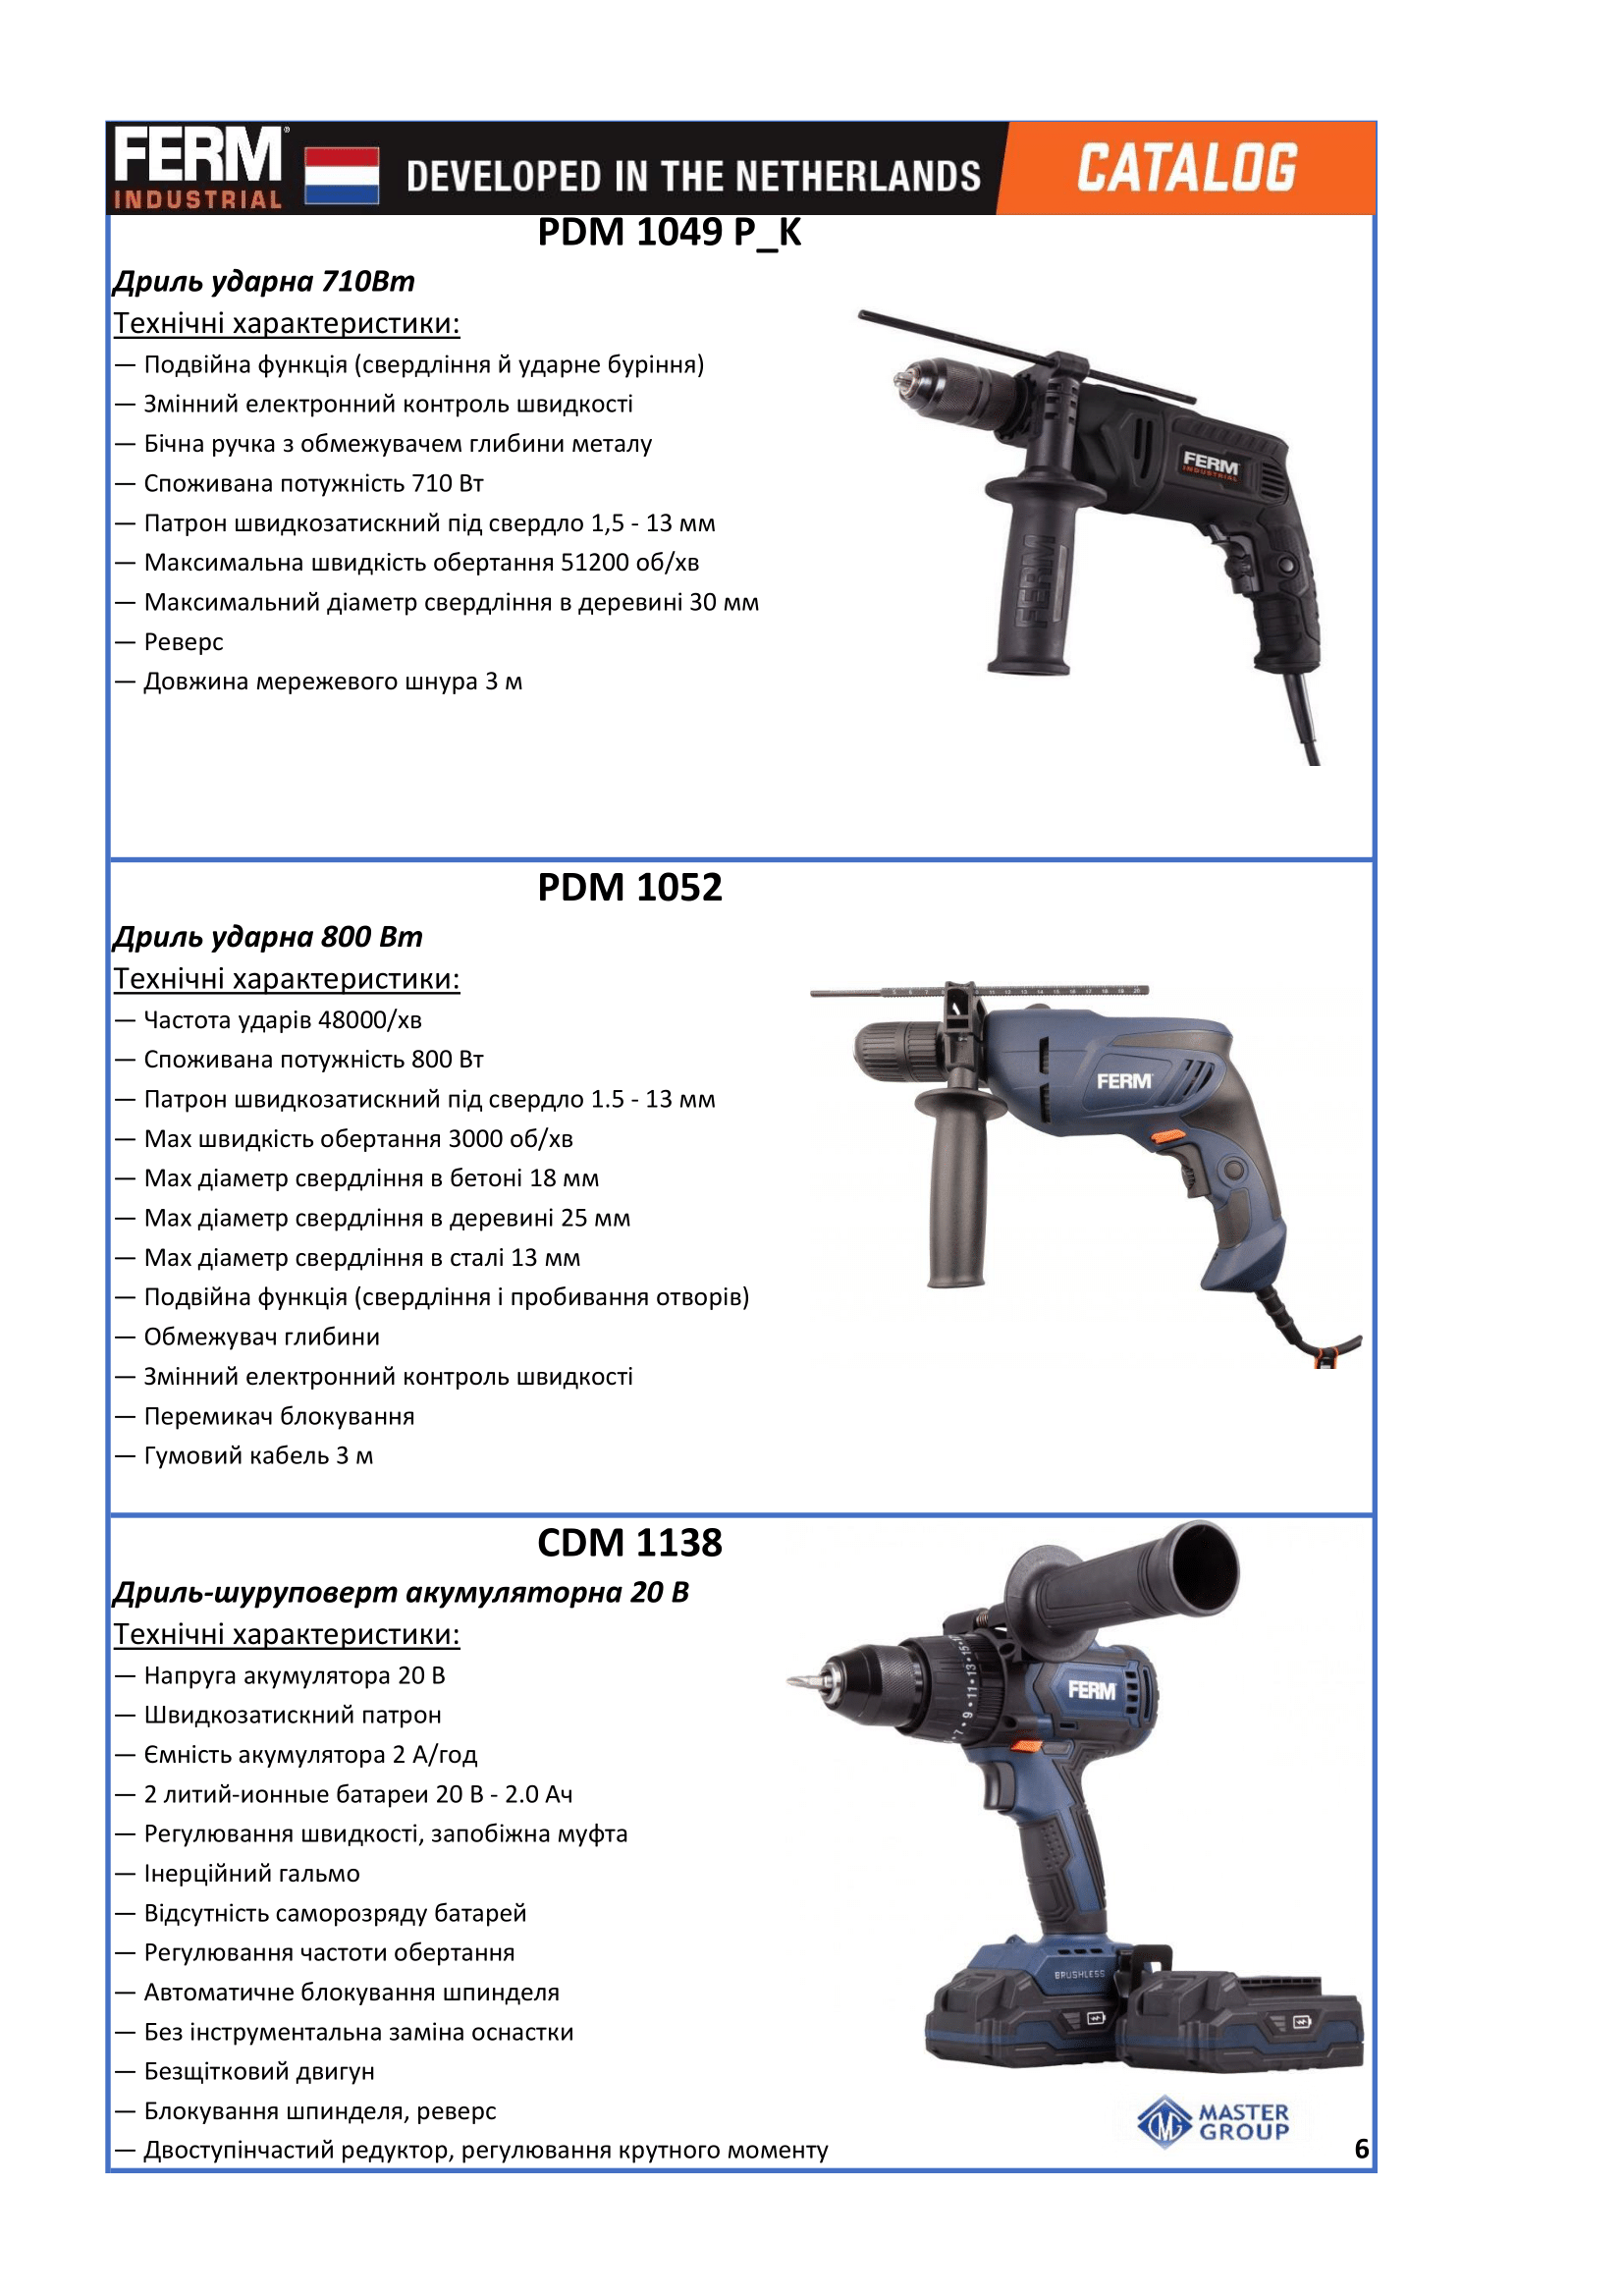 FERM®
INDUSTRIAL
DEVELOPED IN THE NETHERLANDS
CATALOG
PDM 1049 P_K
Дриль ударна 710Вт
Технічні характеристики:
— Подвійна функція (свердління й ударне буріння)
— Змінний електронний контроль швидкості
— Бічна ручка з обмежувачем глибини металу
— Споживана потужність 710 Вт
— Патрон швидкозатискний під свердло 1,5 - 13 мм
— Максимальна швидкість обертання 51200 об/хв
— Максимальний діаметр свердління в деревині 30 мм
— Реверс
— Довжина мережевого шнура 3 м
FERM
INDUSTRIAL
FERM
PDM 1052
Дриль ударна 800 Вт
Технічні характеристики:
— Частота ударів 48000/хв
— Споживана потужність 800 Вт
— Патрон швидкозатискний під свердло 1.5 - 13 мм
— Мах швидкість обертання 3000 об/хв
— Мах діаметр свердління в бетоні 18 мм
— Мах діаметр свердління в деревині 25 мм
— Мах діаметр свердління в сталі 13 мм
— Подвійна функція (свердління і пробивання отворів)
— Обмежувач глибини
— Змінний електронний контроль швидкості
— Перемикач блокування
— Гумовий кабель 3 м
FERM
CDM 1138
Дриль-шуруповерт акумуляторна 20 В
Технічні характеристики:
— Напруга акумулятора 20 В
— Швидкозатискний патрон
— Ємність акумулятора 2 А/год
— 2 литий-ионные батареи 20 В - 2.0 Ач
— Регулювання швидкості, запобіжна муфта
— Інерційний гальмо
— Відсутність саморозряду батарей
— Регулювання частоти обертання
— Автоматичне блокування шпинделя
— Без інструментальна заміна оснастки
— Безщітковий двигун
— Блокування шпинделя, реверс
— Двоступінчастий редуктор, регулювання крутного моменту
FERM
7 • 9 • 11 • 13 • 15
BRUSHLESS
MASTER
GROUP
6